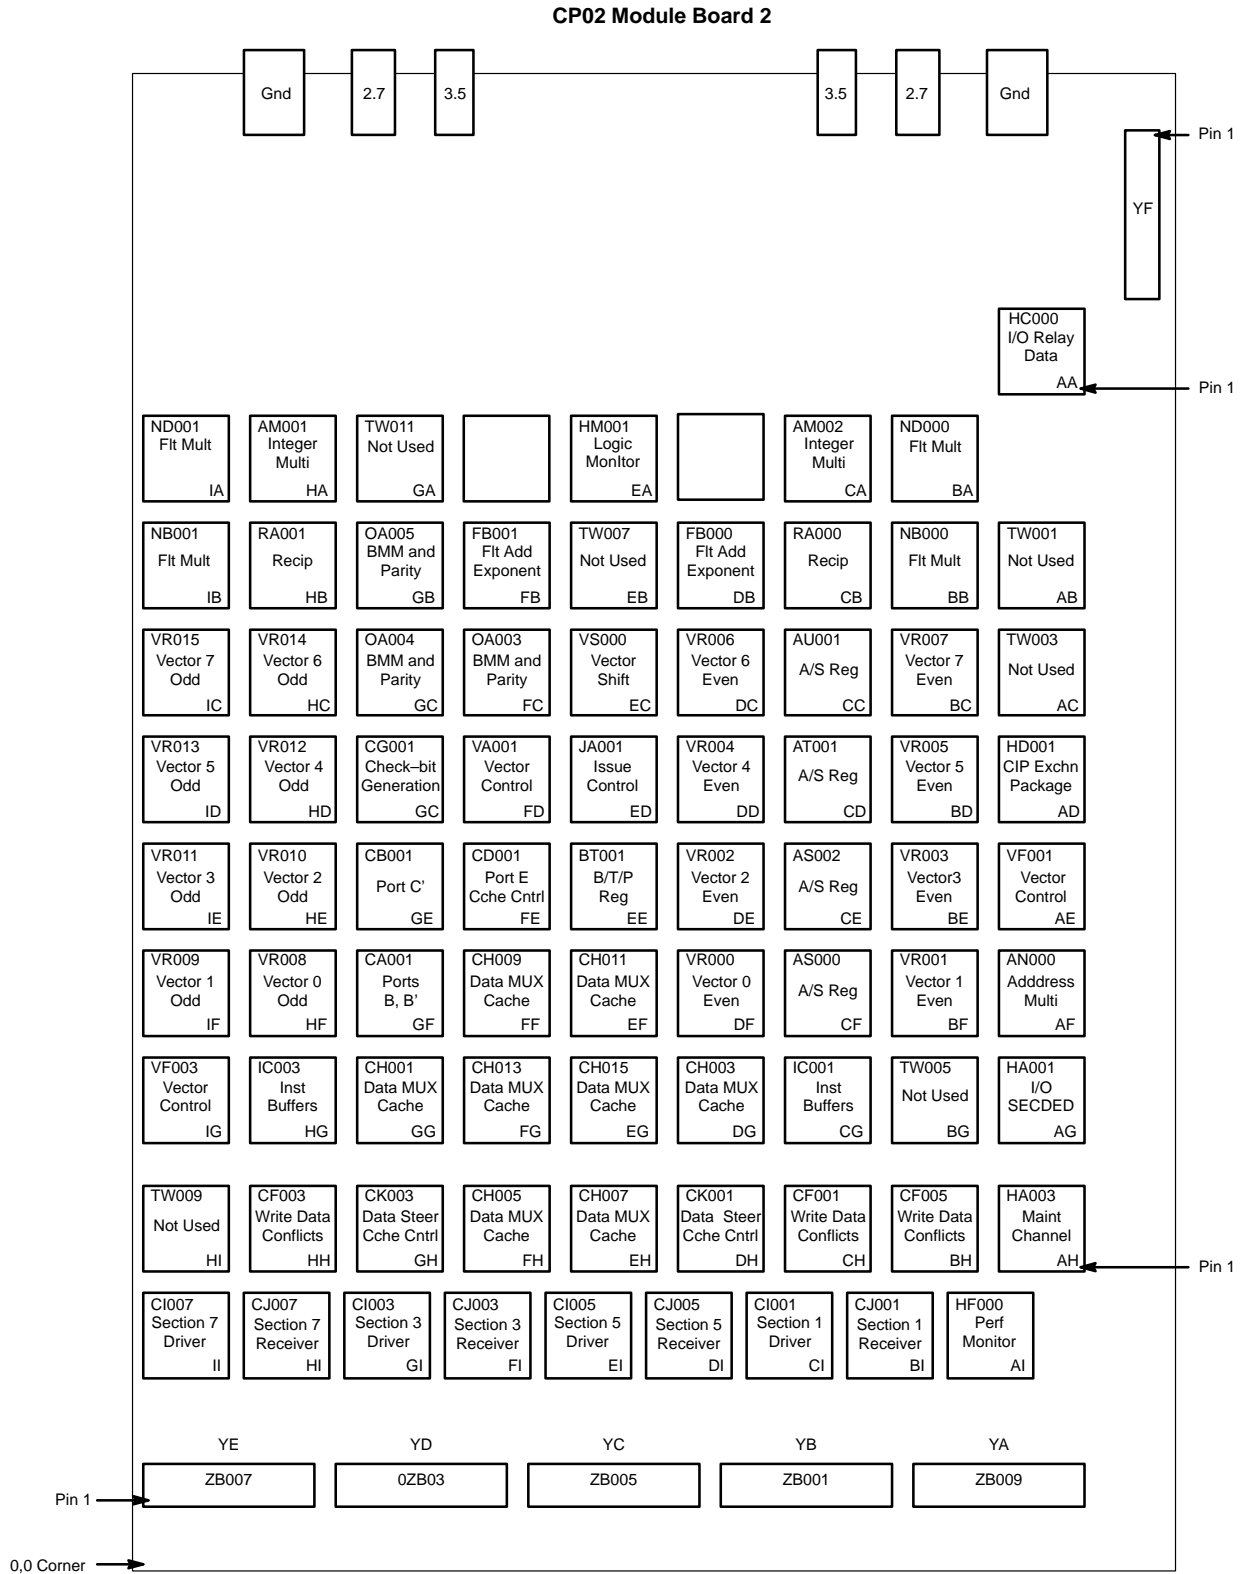 CP02 Module Board 2
Gnd
2.7
3.5
3.5
2.7
Gnd
Pin 1
YF
HC000
I/O Relay
Data
AA
Pin 1
ND001
Flt Mult
IA
AM001
Integer
Multi
HA
TW011
Not Used
GA
HM001
Logic
MonItor
EA
AM002
Integer
Multi
CA
ND000
Flt Mult
BA
NB001
Flt Mult
IB
RA001
Recip
HB
OA005
BMM and
Parity
GB
FB001
Flt Add
Exponent
FB
TW007
Not Used
EB
FB000
Flt Add
Exponent
DB
RA000
Recip
CB
NB000
Flt Mult
BB
TW001
Not Used
AB
VR015
Vector 7
Odd
IC
VR014
Vector 6
Odd
HC
OA004
BMM and
Parity
GC
OA003
BMM and
Parity
FC
VS000
Vector
Shift
EC
VR006
Vector 6
Even
DC
AU001
A/S Reg
CC
VR007
Vector 7
Even
BC
TW003
Not Used
AC
VR013
Vector 5
Odd
ID
VR012
Vector 4
Odd
HD
CG001
Check–bit
Generation
GC
VA001
Vector
Control
FD
JA001
Issue
Control
ED
VR004
Vector 4
Even
DD
AT001
A/S Reg
CD
VR005
Vector 5
Even
BD
HD001
CIP Exchn
Package
AD
VR011
Vector 3
Odd
IE
VR010
Vector 2
Odd
HE
CB001
Port C’
GE
CD001
Port E
Cche Cntrl
FE
BT001
B/T/P
Reg
EE
VR002
Vector 2
Even
DE
AS002
A/S Reg
CE
VR003
Vector3
Even
BE
VF001
Vector
Control
AE
VR009
Vector 1
Odd
IF
VR008
Vector 0
Odd
HF
CA001
Ports
B, B’
GF
CH009
Data MUX
Cache
FF
CH011
Data MUX
Cache
EF
VR000
Vector 0
Even
DF
AS000
A/S Reg
CF
VR001
Vector 1
Even
BF
AN000
Adddress
Multi
AF
VF003
Vector
Control
IG
IC003
Inst
Buffers
HG
CH001
Data MUX
Cache
GG
CH013
Data MUX
Cache
FG
CH015
Data MUX
Cache
EG
CH003
Data MUX
Cache
DG
IC001
Inst
Buffers
CG
TW005
Not Used
BG
HA001
I/O
SECDED
AG
TW009
Not Used
HI
CF003
Write Data
Conflicts
HH
CK003
Data Steer
Cche Cntrl
GH
CH005
Data MUX
Cache
FH
CH007
Data MUX
Cache
EH
CK001
Data Steer
Cche Cntrl
DH
CF001
Write Data
Conflicts
CH
CF005
Write Data
Conflicts
BH
HA003
Maint
Channel
AH
Pin 1
CI007
Section 7
Driver
II
CJ007
Section 7
Receiver
HI
CI003
Section 3
Driver
GI
CJ003
Section 3
Receiver
FI
CI005
Section 5
Driver
EI
CJ005
Section 5
Receiver
DI
CI001
Section 1
Driver
CI
CJ001
Section 1
Receiver
BI
HF000
Perf
Monitor
AI
YE
YD
YC
YB
YA
ZB007
0ZB03
ZB005
ZB001
ZB009
Pin 1
0,0 Corner